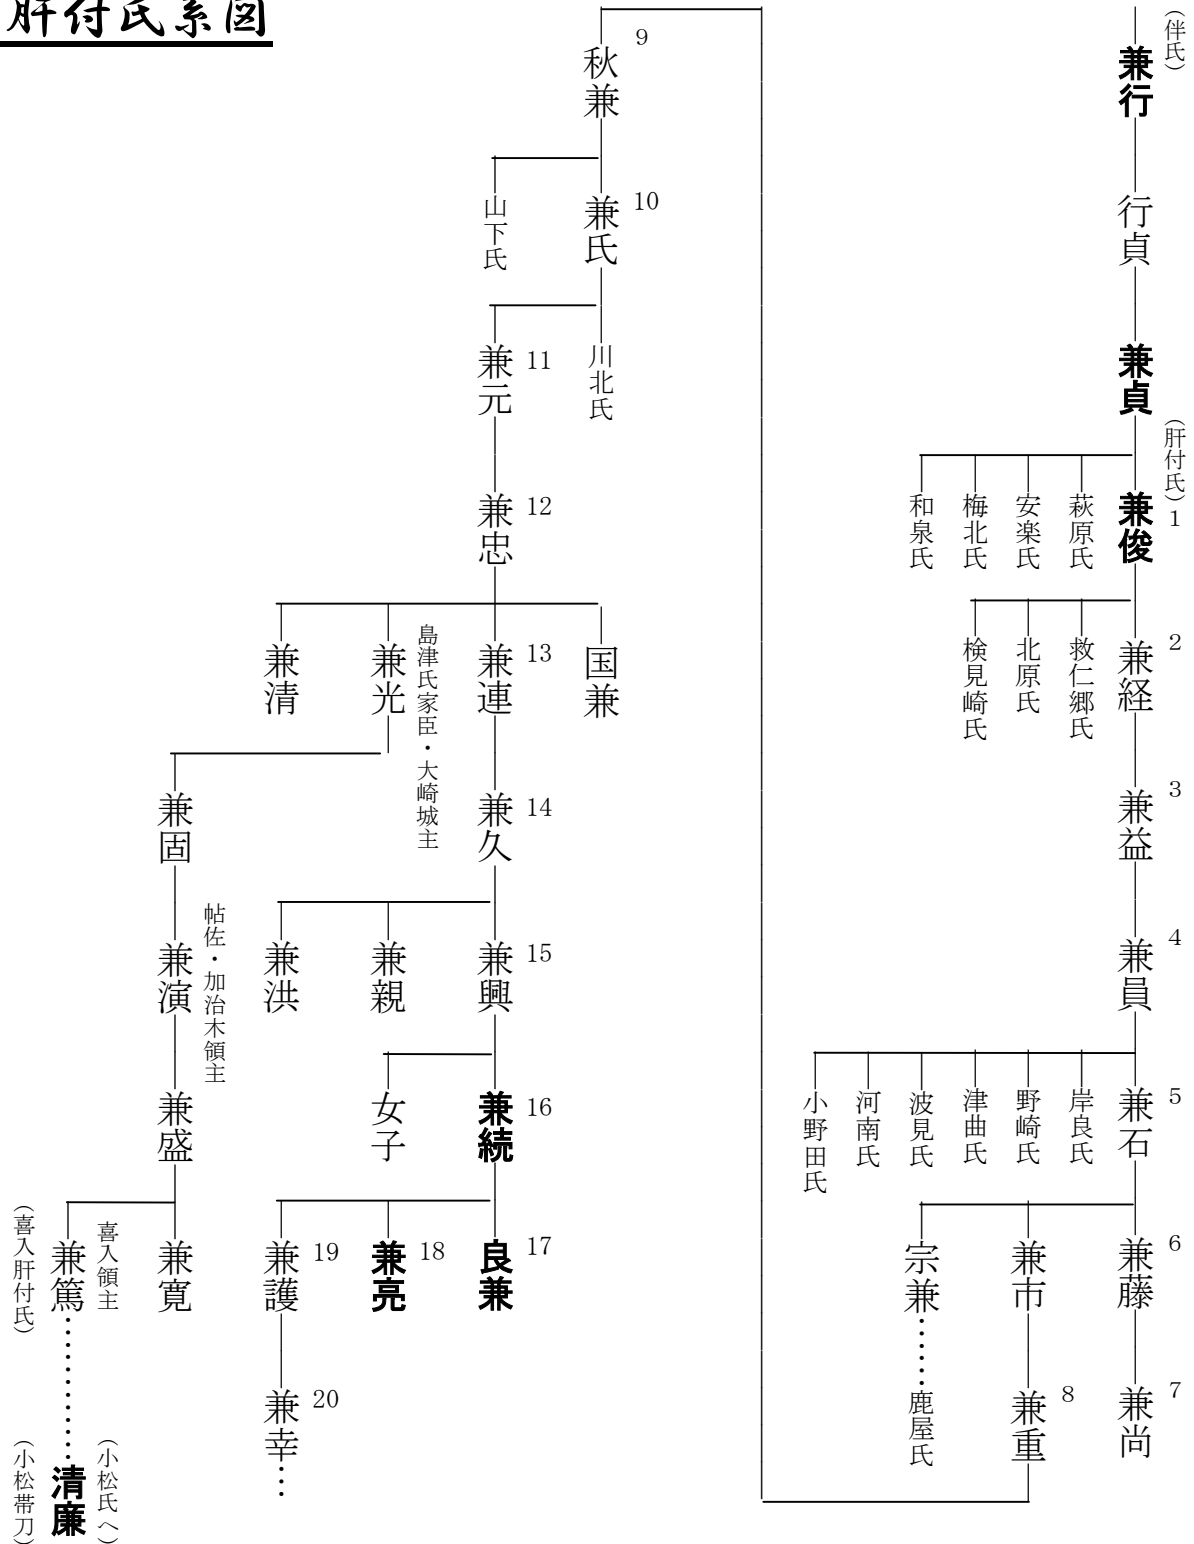 肝付氏系図
(伴氏)
兼行
行貞
兼貞
(肝付氏)
1
兼俊
萩原氏
安楽氏
梅北氏
和泉氏
2
兼経
救仁郷氏
北原氏
検見崎氏
3
兼益
4
兼員
5
兼石
岸良氏
野崎氏
津曲氏
波見氏
河南氏
小野田氏
6
兼藤
兼市
宗兼……鹿屋氏
7
兼尚
8
兼重
9
秋兼
10
兼氏
山下氏
川北氏
11
兼元
12
兼忠
国兼
13
兼連
島津氏家臣・大崎城主
兼光
兼清
14
兼久
兼固
15
兼興
兼親
兼洪
帖佐・加治木領主
兼演
16
兼続
女子
兼盛
17
良兼
18
兼亮
19
兼護
兼寛
喜入領主
兼篤…………清廉
(喜入肝付氏)
20
兼幸…
(小松氏へ)
(小松帯刀)